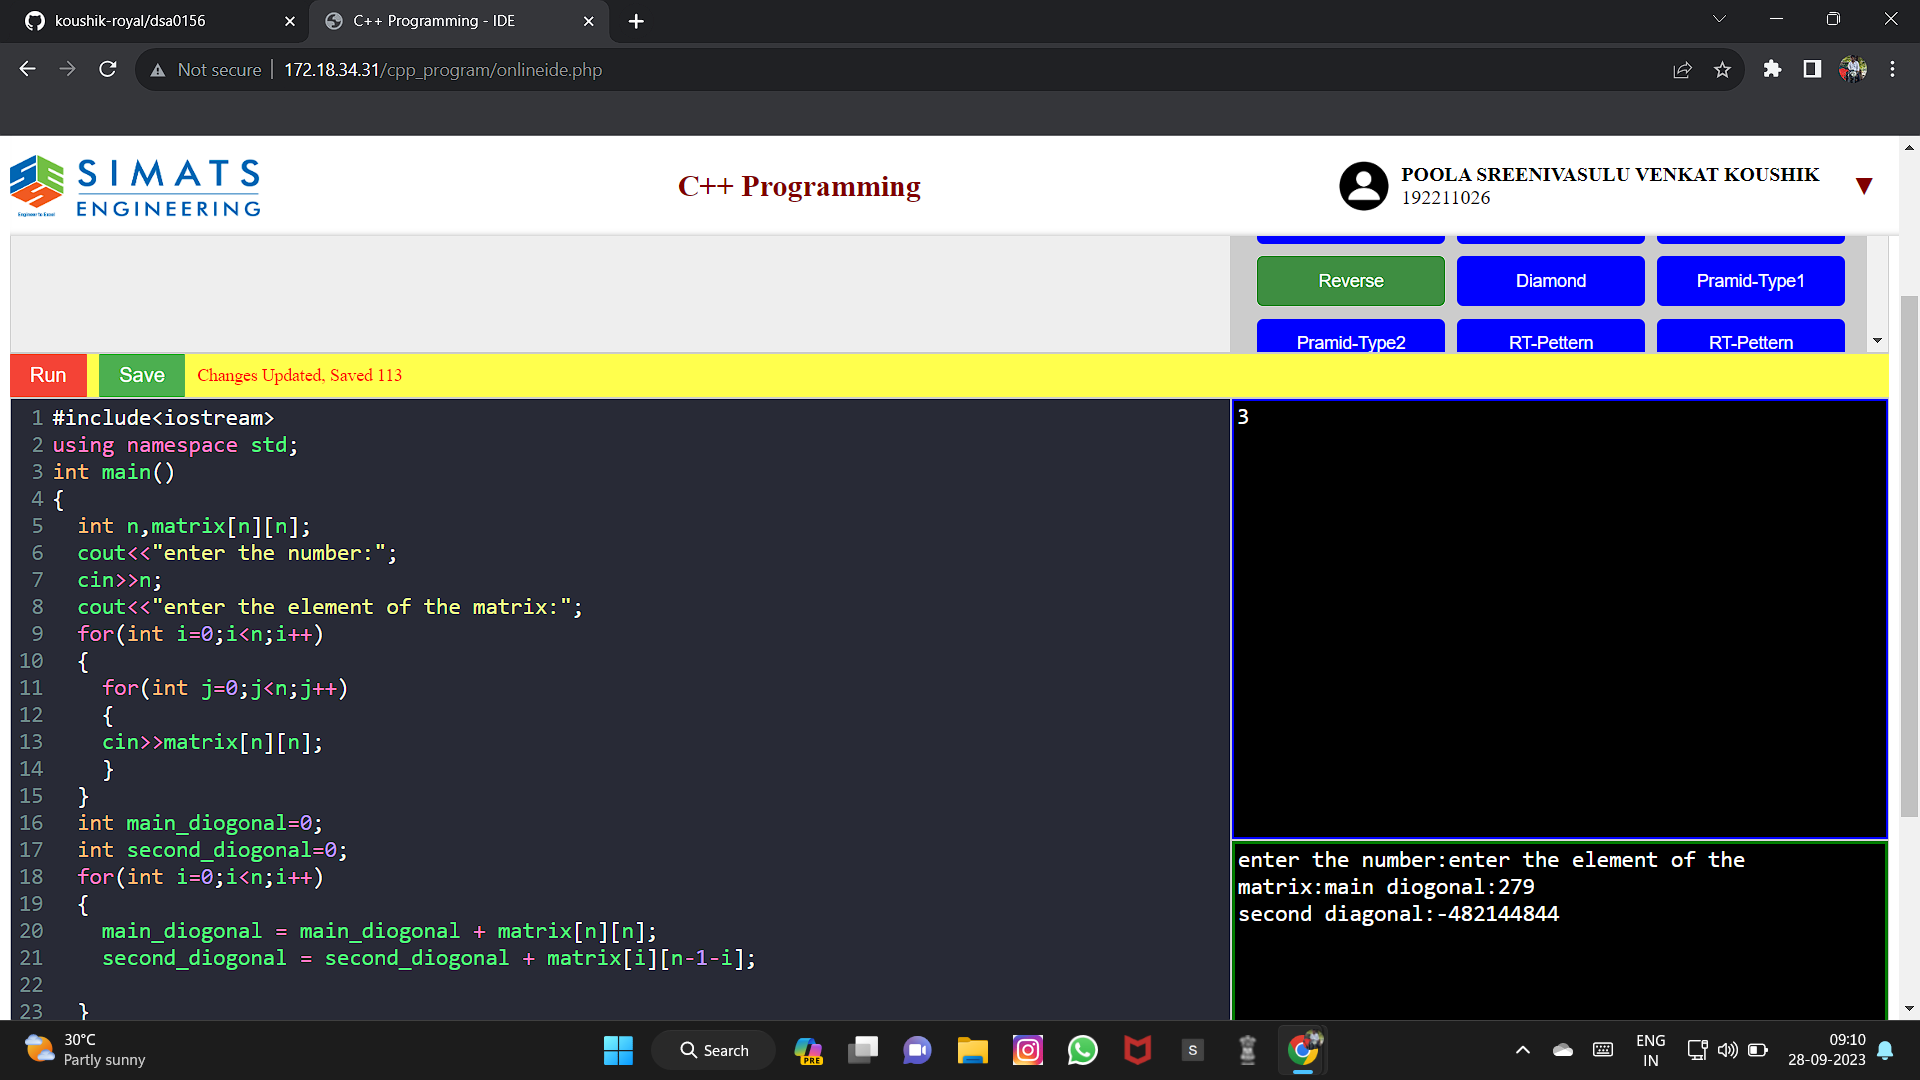 koushik-royal/dsa0156
C++ Programming - IDE
Not secure
172.18.34.31/cpp_program/onlineide.php
SIMATS
ENGINEERING
Engineer to Excel
C++ Programming
POOLA SREENIVASULU VENKAT KOUSHIK
192211026
Reverse
Diamond
Pramid-Type1
Pramid-Type2
RT-Pettern
RT-Pettern
Run
Save
Changes Updated, Saved 113
1 #include<iostream>
2 using namespace std;
3 int main()
4 {
5 int n,matrix[n][n];
6 cout<<"enter the number:";
7 cin>>n;
8 cout<<"enter the element of the matrix:";
9 for(int i=0;i<n;i++)
10 {
11 for(int j=0;j<n;j++)
12 {
13 cin>>matrix[n][n];
14 }
15 }
16 int main_diogonal=0;
17 int second_diogonal=0;
18 for(int i=0;i<n;i++)
19 {
20 main_diogonal = main_diogonal + matrix[n][n];
21 second_diogonal = second_diogonal + matrix[i][n-1-i];
22
23 }
3
enter the number:enter the element of the
matrix:main diogonal:279
second diagonal:-482144844
30°C
Partly sunny
Search
PRE
S
ENG
IN
09:10
28-09-2023